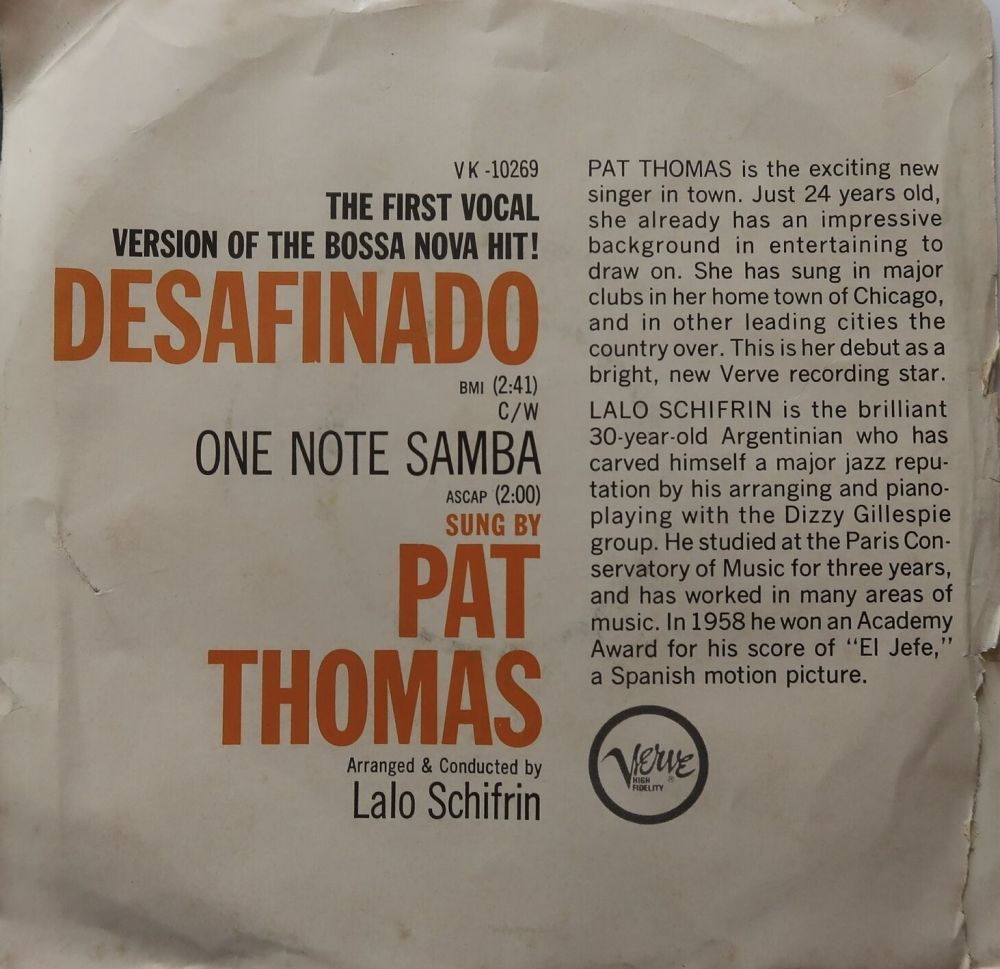 VK-10269
THE FIRST VOCAL
VERSION OF THE BOSSA NOVA HIT!
DESAFINADO
BMI (2:41)
C/W
ONE NOTE SAMBA
ASCAP (2:00)
SUNG BY
PAT
THOMAS
Arranged & Conducted by
Lalo Schifrin
PAT THOMAS is the exciting new
singer in town. Just 24 years old,
she already has an impressive
background in entertaining to
draw on. She has sung in major
clubs in her home town of Chicago,
and in other leading cities the
country over. This is her debut as a
bright, new Verve recording star.
LALO SCHIFRIN is the brilliant
30-year-old Argentinian who has
carved himself a major jazz repu-
tation by his arranging and piano-
playing with the Dizzy Gillespie
group. He studied at the Paris Con-
servatory of Music for three years,
and has worked in many areas of
music. In 1958 he won an Academy
Award for his score of "El Jefe,"
a Spanish motion picture.
Verve
HIGH ®
FIDELITY